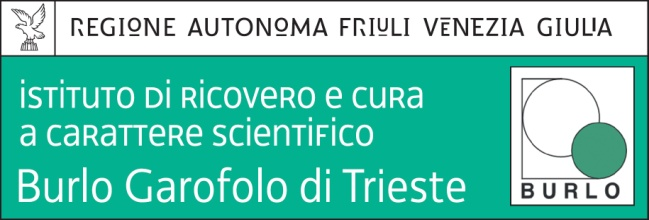 REGIONE AUTONOMA FRIULI VENEZIA GIULIA
iStituto di Ricovero e cura
a carattere scientifico
Burlo Garofolo di Trieste
BURLO